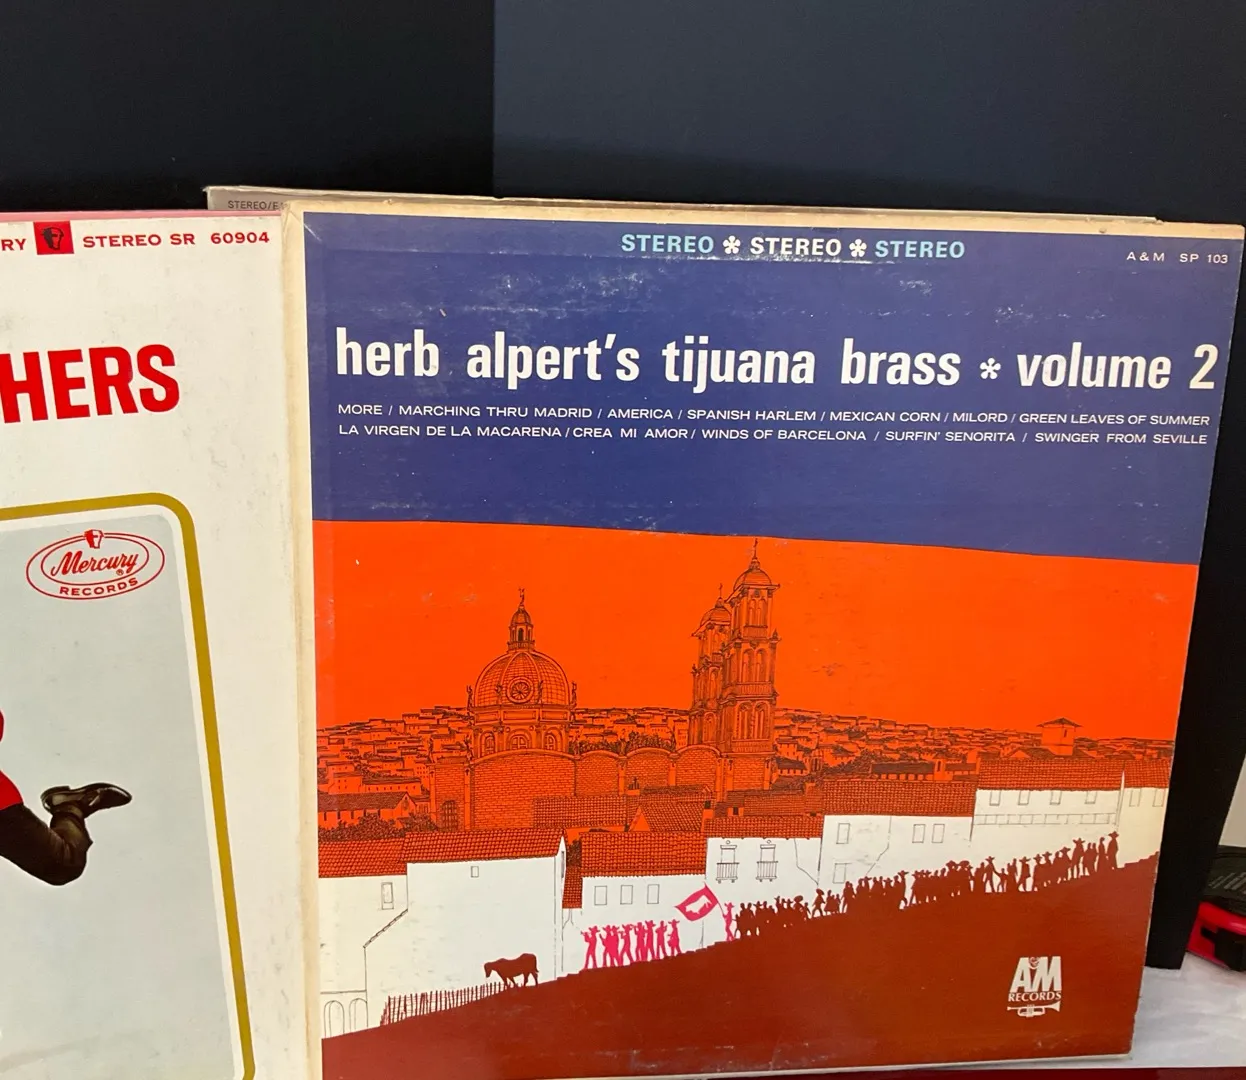 STEREO/
RY STEREO SR 60904
HERS
Mercury
RECORDS
STEREO * STEREO * STEREO
A&M SP 103
herb alpert's tijuana brass * volume 2
MORE / MARCHING THRU MADRID / AMERICA / SPANISH HARLEM / MEXICAN CORN / MILORD / GREEN LEAVES OF SUMMER
LA VIRGEN DE LA MACARENA / CREA MI AMOR / WINDS OF BARCELONA / SURFIN' SENORITA / SWINGER FROM SEVILLE
A&M
RECORDS